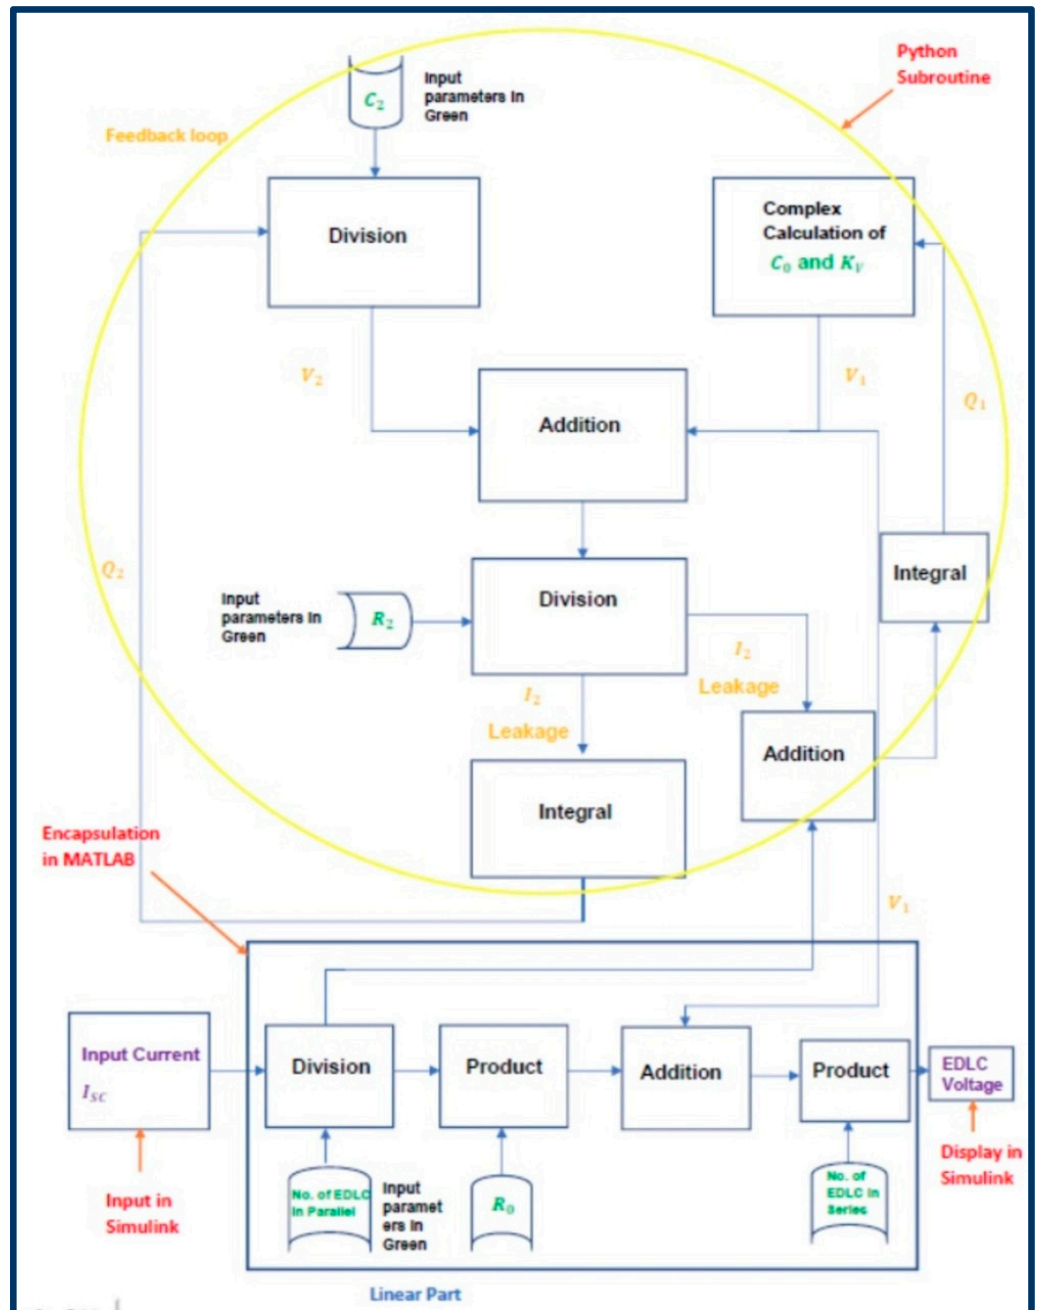 Python
Subroutine
C₂
Input
parameters in
Green
Feedback loop
Division
Complex
Calculation of
C₀ and K_V
V₂
V₁
Q₁
Addition
Q₂
Input
parameters in
Green
R₂
Division
Integral
I₂
Leakage
I₂
Leakage
Addition
Integral
Encapsulation
in MATLAB
V₁
Input Current
I_SC
Division
Product
Addition
Product
EDLC
Voltage
Input in
Simulink
No. of EDLC
in Parallel
Input
paramet
ers in
Green
R₀
No. of
EDLC in
Series
Display in
Simulink
Linear Part